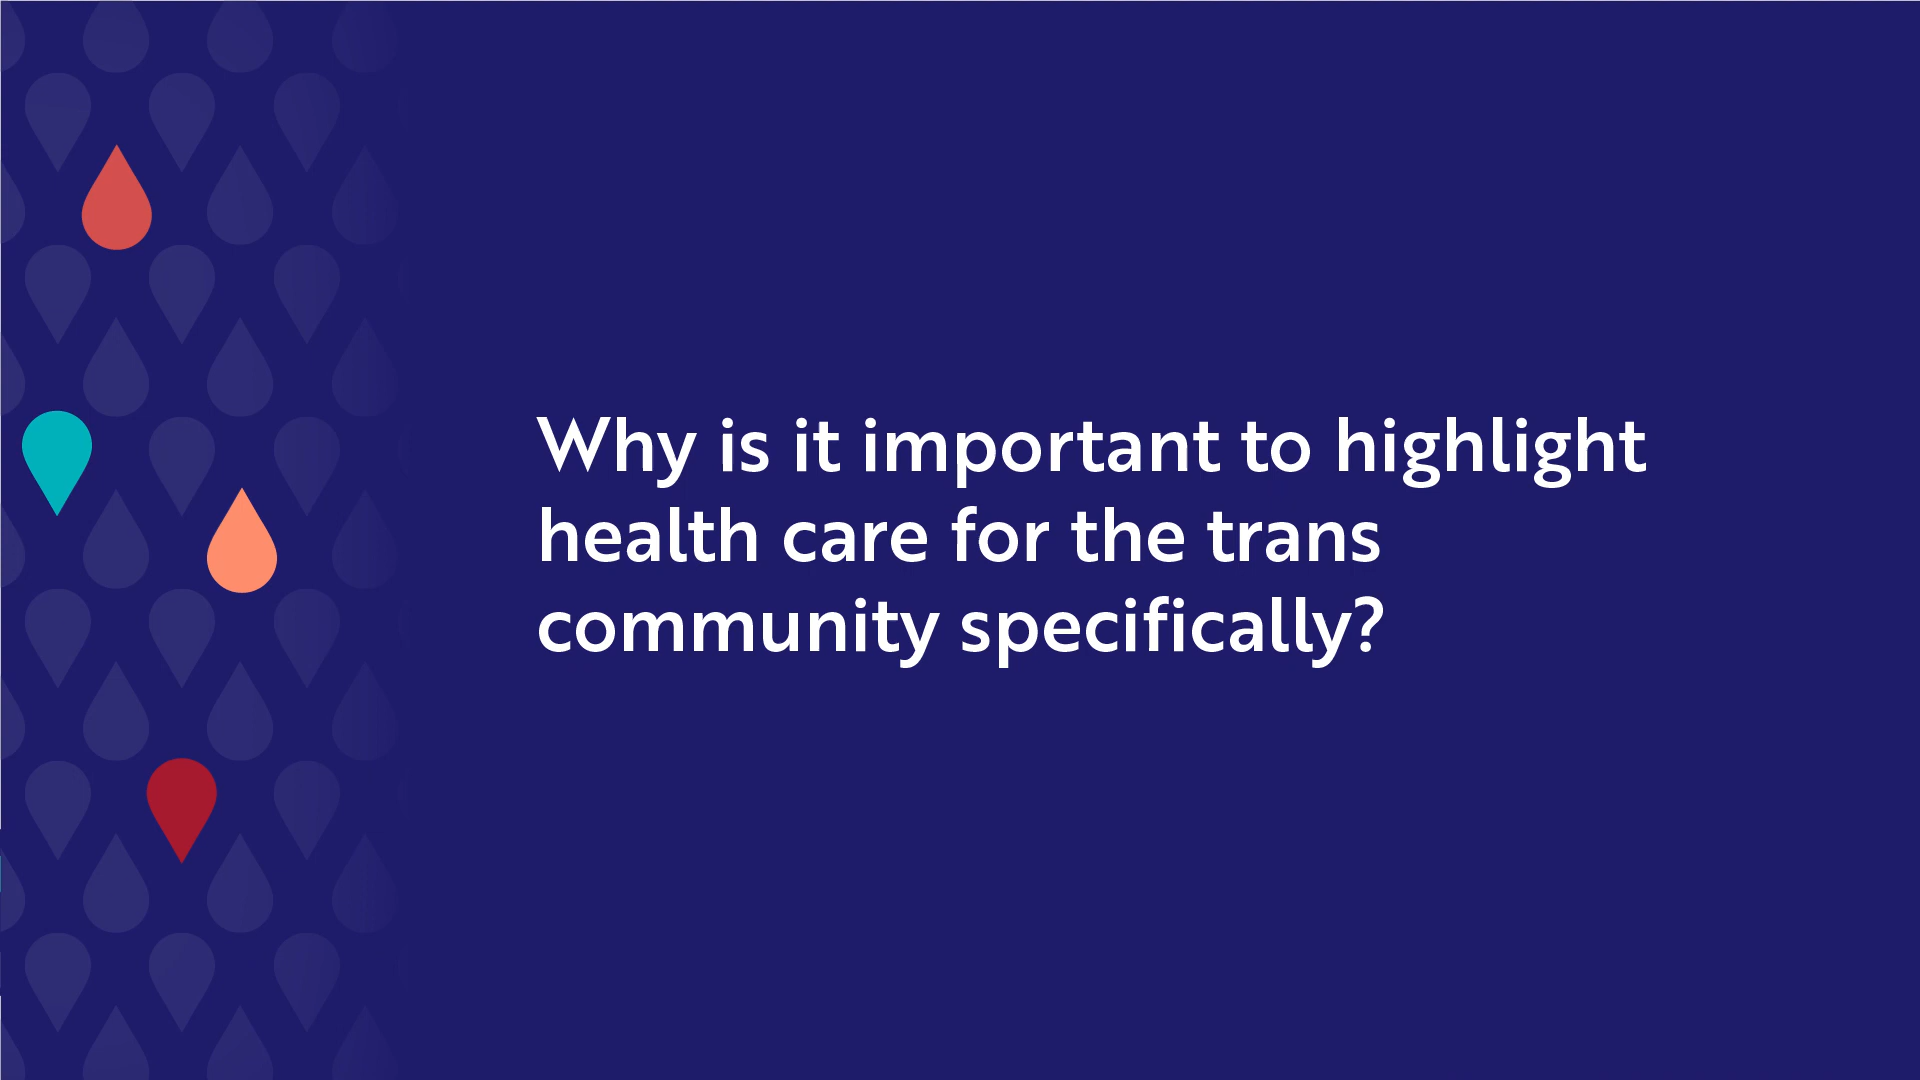 Why is it important to highlight
health care for the trans
community specifically?